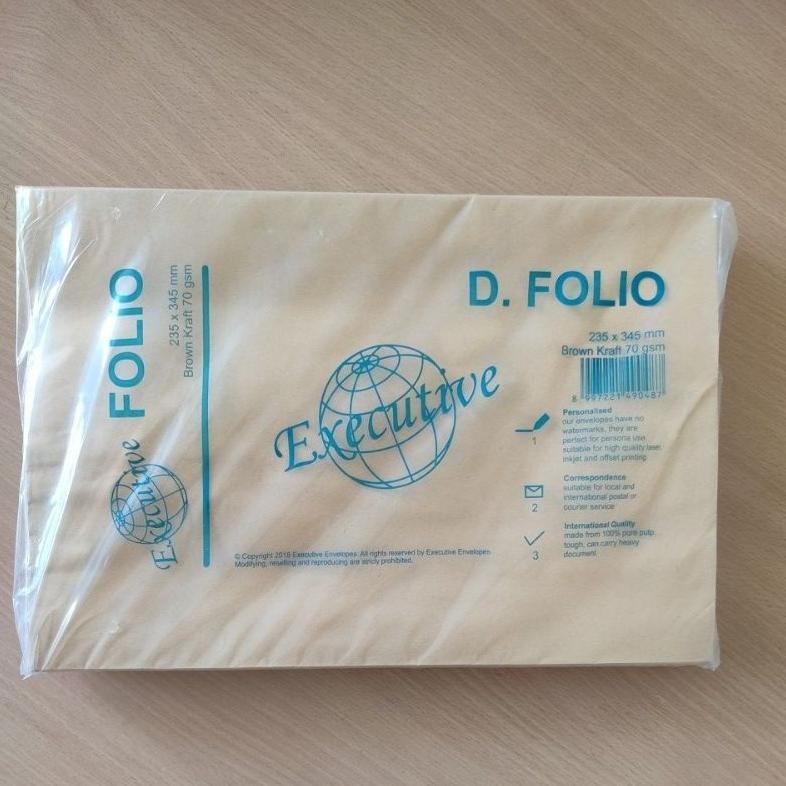 FOLIO
235 x 345 mm
Brown Kraft 70 gsm
Executive
D. FOLIO
235 x 345 mm
Brown Kraft 70 gsm
8 997221 490487
Executive
1
Personalised
our envelopes have no
watermarks, they are
perfect for persona use
suitable for high quality laser,
inkjet and offset printing
2
Correspondence
suitable for local and
international postal or
courier service
3
International Quality
made from 100% pure pulp
tough, can carry heavy
document
© Copyright 2016 Executive Envelopes. All rights reserved by Executive Envelopes.
Modifying, reselling and reproducing are strictly prohibited.